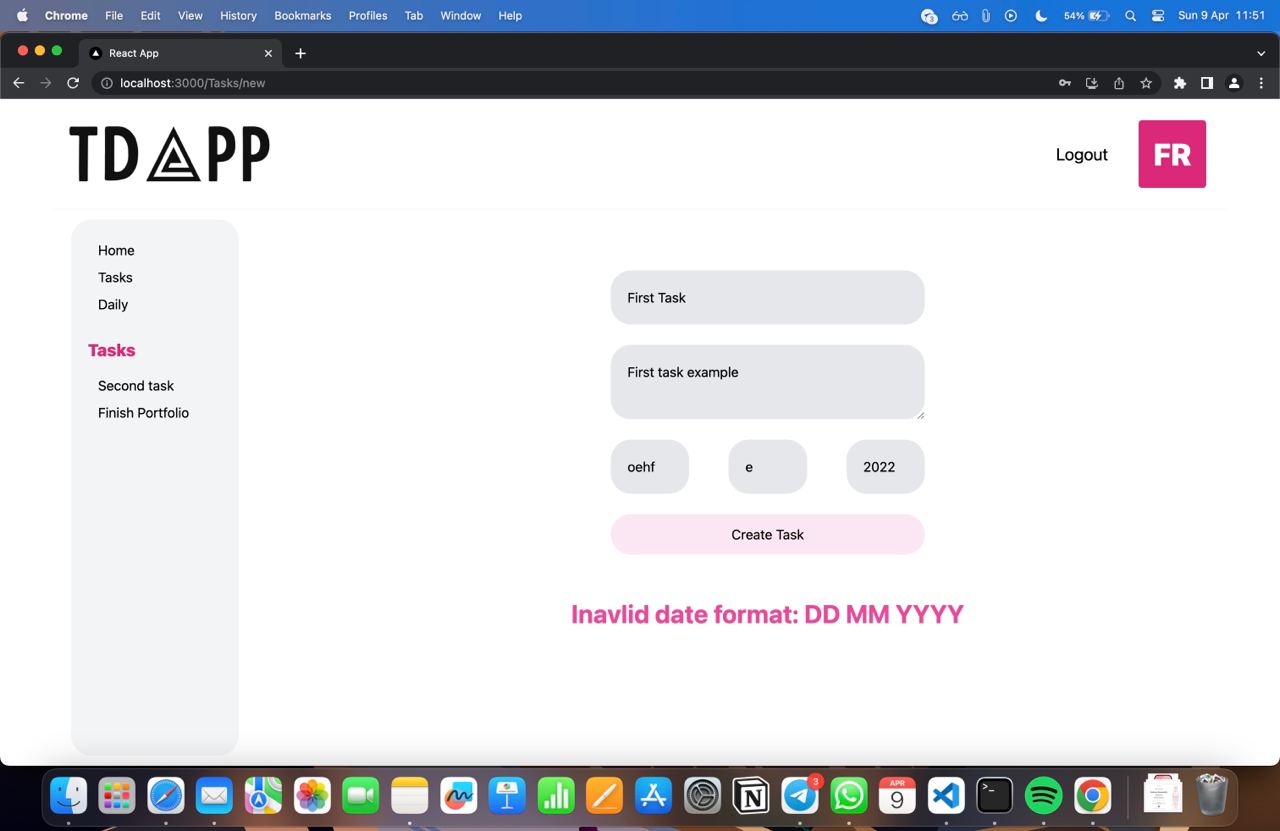 Chrome File Edit View History Bookmarks Profiles Tab Window Help 3 54% Sun 9 Apr 11:51
React App
localhost:3000/Tasks/new
TDAPP
Logout
FR
Home
Tasks
Daily
Tasks
Second task
Finish Portfolio
First Task
First task example
oehf e 2022
Create Task
Inavlid date format: DD MM YYYY
3
APR
9